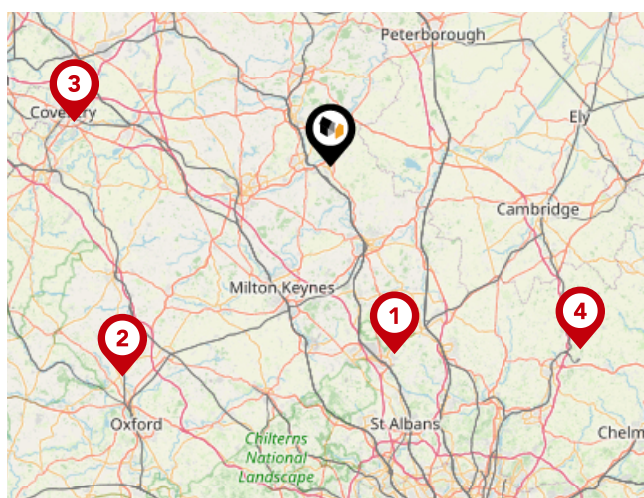 Peterborough
3
Coventry
Ely
Cambridge
Milton Keynes
1
4
2
Oxford
St Albans
Chelm
Chilterns
National
Landscape